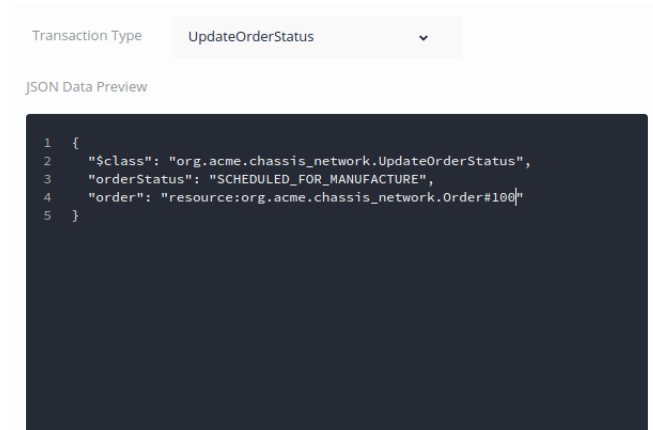 Transaction Type UpdateOrderStatus
JSON Data Preview
1 {
2 "$class": "org.acme.chassis_network.UpdateOrderStatus",
3 "orderStatus": "SCHEDULED_FOR_MANUFACTURE",
4 "order": "resource:org.acme.chassis_network.Order#100"
5 }